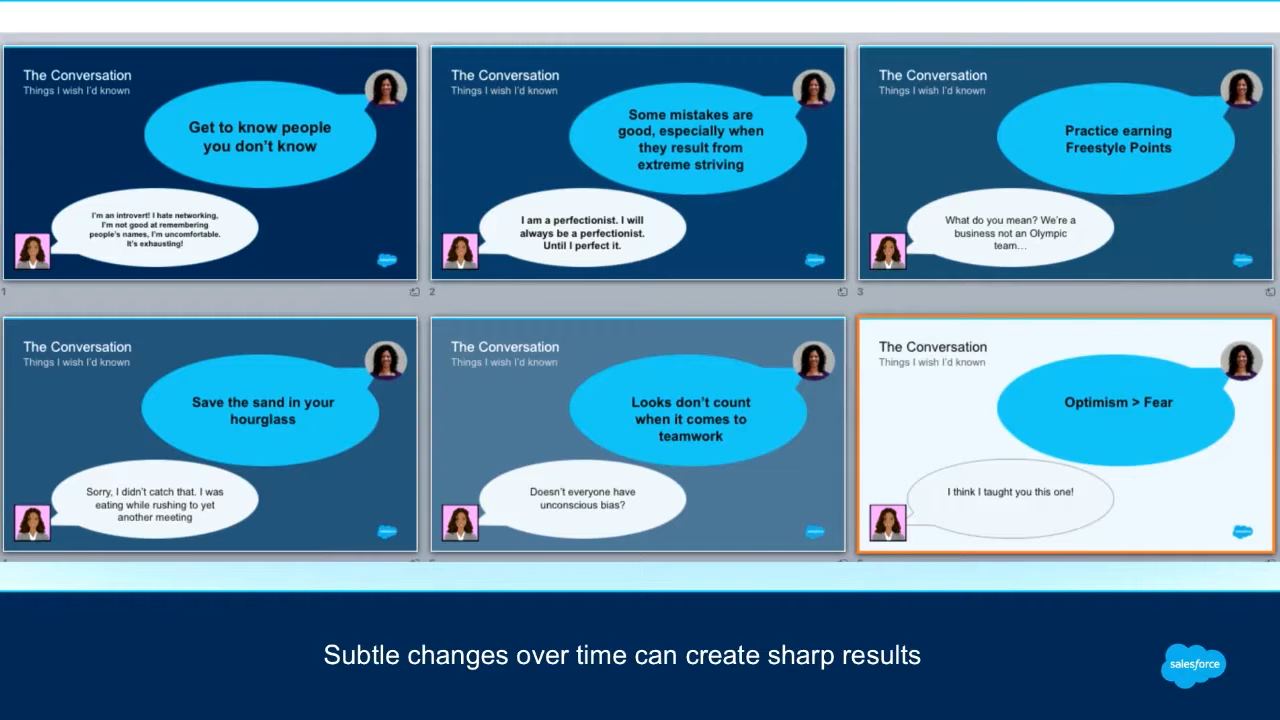 The Conversation
Things I wish I'd known
Get to know people
you don't know
I'm an introvert! I hate networking,
I'm not good at remembering
people's names, I'm uncomfortable.
It's exhausting!
1
The Conversation
Things I wish I'd known
Some mistakes are
good, especially when
they result from
extreme striving
I am a perfectionist. I will
always be a perfectionist.
Until I perfect it.
2
The Conversation
Things I wish I'd known
Practice earning
Freestyle Points
What do you mean? We're a
business not an Olympic
team…
3
The Conversation
Things I wish I'd known
Save the sand in your
hourglass
Sorry, I didn't catch that. I was
eating while rushing to yet
another meeting
The Conversation
Things I wish I'd known
Looks don't count
when it comes to
teamwork
Doesn't everyone have
unconscious bias?
The Conversation
Things I wish I'd known
Optimism > Fear
I think I taught you this one!
Subtle changes over time can create sharp results
salesforce